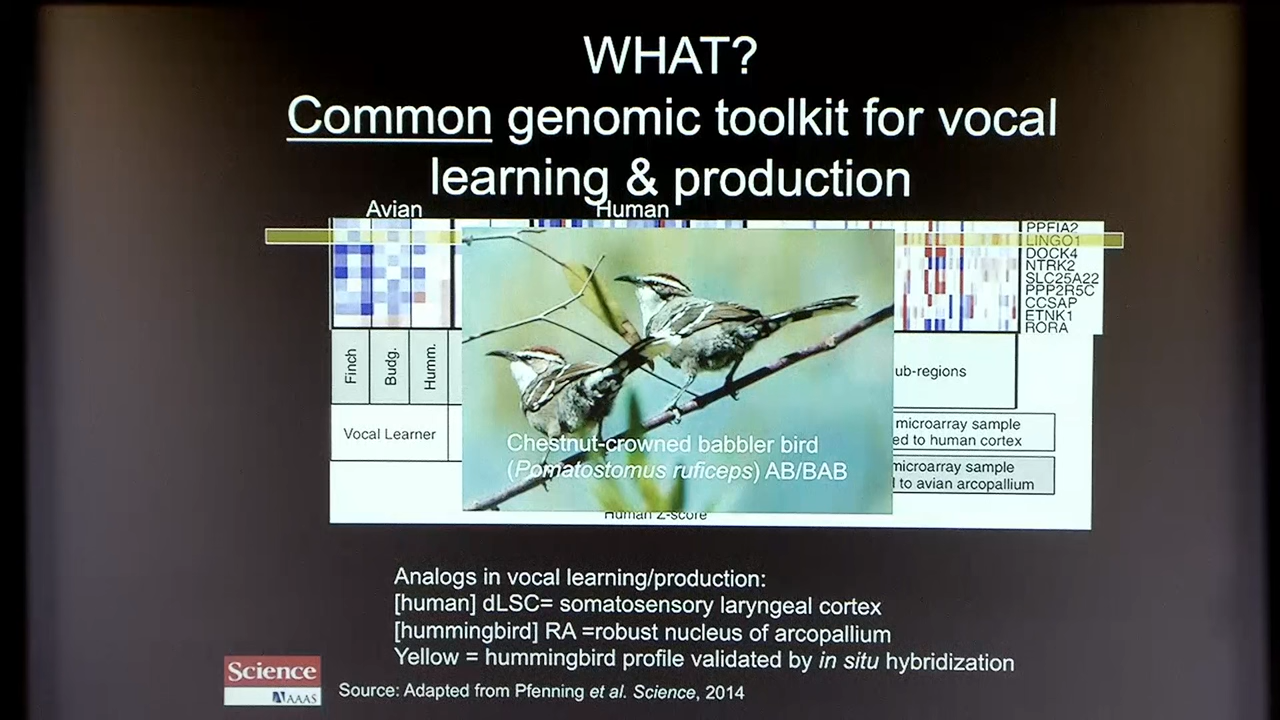 WHAT?
Common genomic toolkit for vocal
learning & production
Avian
Human
PPFIA2
LINGO1
DOCK4
NTRK2
SLC25A22
PPP2R5C
CCSAP
ETNK1
RORA
Finch
Budg.
Humm.
ub-regions
Vocal Learner
microarray sample
ed to human cortex
microarray sample
to avian arcopallium
Chestnut-crowned babbler bird
(Pomatostomus ruficeps) AB/BAB
Human Z-score
Analogs in vocal learning/production:
[human] dLSC= somatosensory laryngeal cortex
[hummingbird] RA =robust nucleus of arcopallium
Yellow = hummingbird profile validated by in situ hybridization
Science
AAAS
Source: Adapted from Pfenning et al. Science, 2014